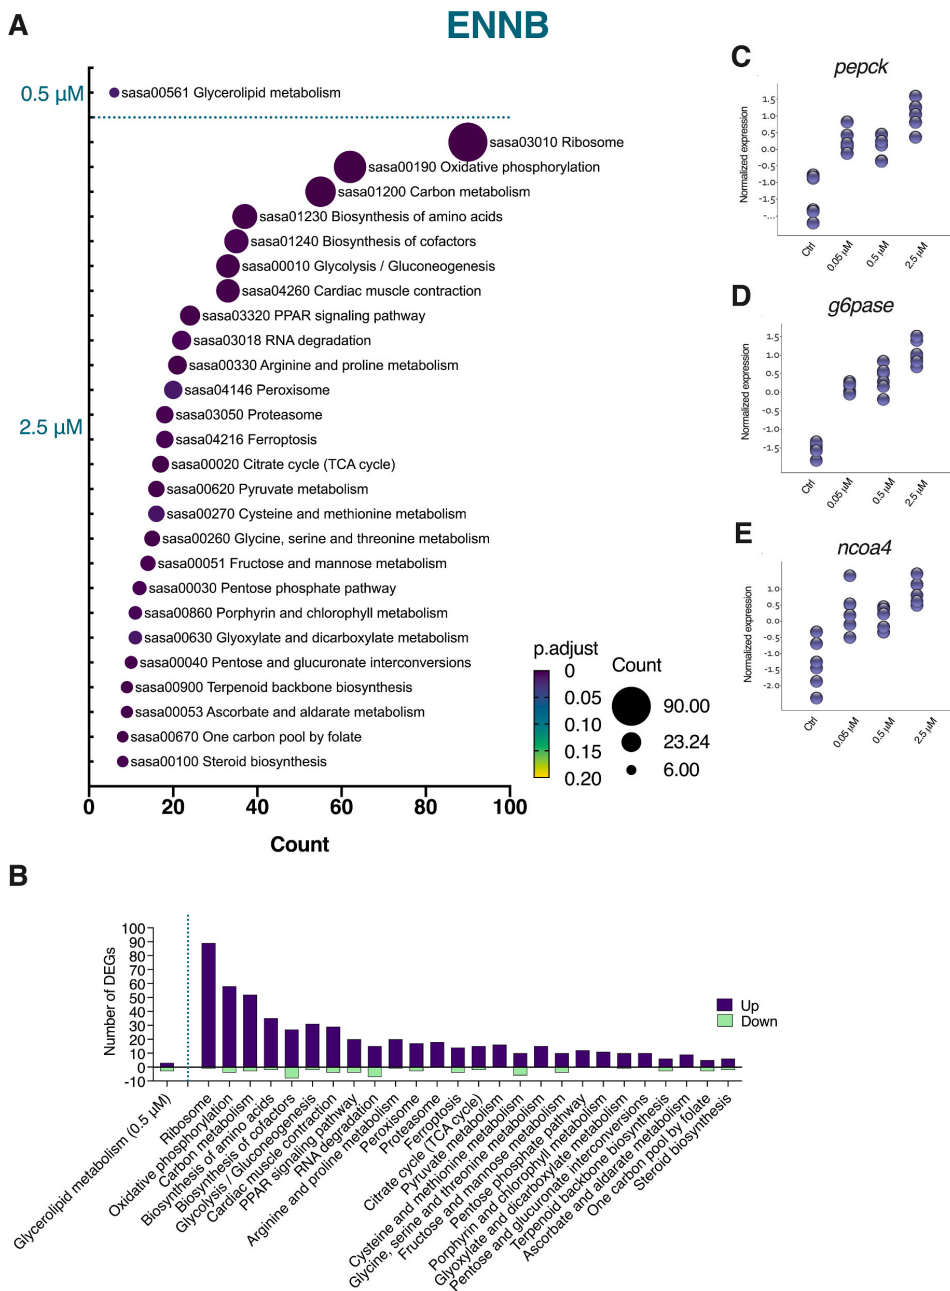 A
ENNB
0.5 µM
sasa00561 Glycerolipid metabolism
sasa03010 Ribosome
sasa00190 Oxidative phosphorylation
sasa01200 Carbon metabolism
sasa01230 Biosynthesis of amino acids
sasa01240 Biosynthesis of cofactors
sasa00010 Glycolysis / Gluconeogenesis
sasa04260 Cardiac muscle contraction
sasa03320 PPAR signaling pathway
sasa03018 RNA degradation
sasa00330 Arginine and proline metabolism
sasa04146 Peroxisome
sasa03050 Proteasome
2.5 µM
sasa04216 Ferroptosis
sasa00020 Citrate cycle (TCA cycle)
sasa00620 Pyruvate metabolism
sasa00270 Cysteine and methionine metabolism
sasa00260 Glycine, serine and threonine metabolism
sasa00051 Fructose and mannose metabolism
sasa00030 Pentose phosphate pathway
sasa00860 Porphyrin and chlorophyll metabolism
sasa00630 Glyoxylate and dicarboxylate metabolism
sasa00040 Pentose and glucuronate interconversions
sasa00900 Terpenoid backbone biosynthesis
sasa00053 Ascorbate and aldarate metabolism
sasa00670 One carbon pool by folate
sasa00100 Steroid biosynthesis
0 20 40 60 80 100
Count
p.adjust
0
0.05
0.10
0.15
0.20
Count
90.00
23.24
6.00
C
pepck
Normalized expression
1.5
1.0
0.5
0.0
-0.5
-1.0
-1.5
-...
Ctrl
0.05 µM
0.5 µM
2.5 µM
D
g6pase
Normalized expression
1.5
1.0
0.5
0.0
-0.5
-1.0
-1.5
Ctrl
0.05 µM
0.5 µM
2.5 µM
E
ncoa4
Normalized expression
1.0
0.5
0.0
-0.5
-1.0
-1.5
-2.0
Ctrl
0.05 µM
0.5 µM
2.5 µM
B
Number of DEGs
100
90
80
70
60
50
40
30
20
10
0
-10
Up
Down
Glycerolipid metabolism (0.5 µM)
Ribosome
Oxidative phosphorylation
Carbon metabolism
Biosynthesis of amino acids
Biosynthesis of cofactors
Glycolysis / Gluconeogenesis
Cardiac muscle contraction
PPAR signaling pathway
RNA degradation
Arginine and proline metabolism
Peroxisome
Proteasome
Ferroptosis
Citrate cycle (TCA cycle)
Pyruvate metabolism
Cysteine and methionine metabolism
Glycine, serine and threonine metabolism
Fructose and mannose metabolism
Pentose phosphate pathway
Porphyrin and chlorophyll metabolism
Glyoxylate and dicarboxylate metabolism
Pentose and glucuronate interconversions
Terpenoid backbone biosynthesis
Ascorbate and aldarate metabolism
One carbon pool by folate
Steroid biosynthesis